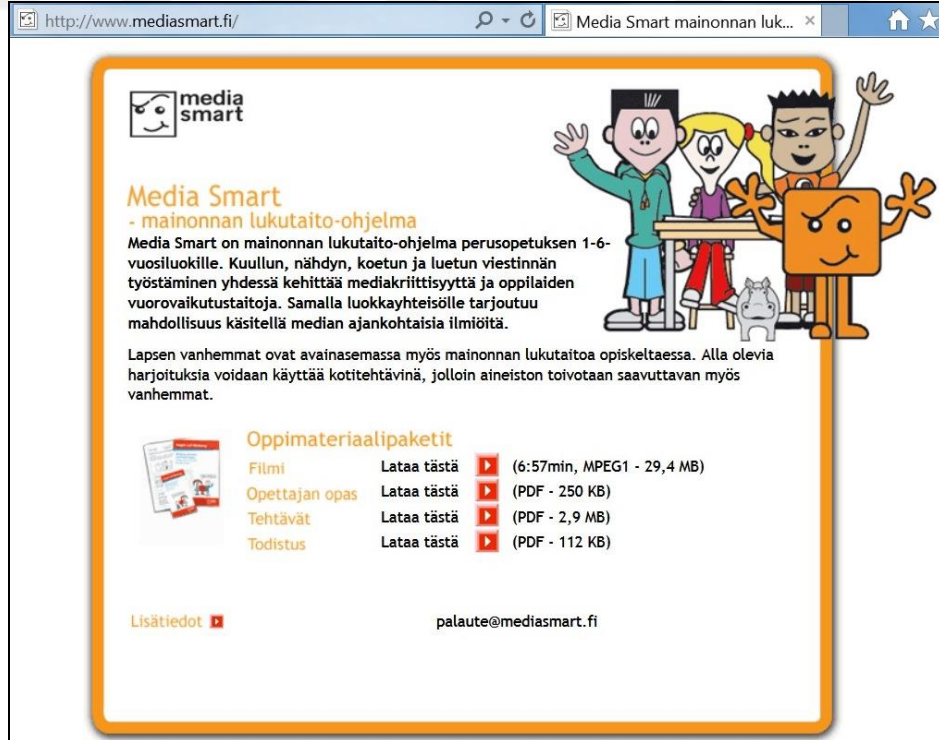 http://www.mediasmart.fi/
Media Smart mainonnan luk...
media
smart
Media Smart
- mainonnan lukutaito-ohjelma
Media Smart on mainonnan lukutaito-ohjelma perusopetuksen 1-6-
vuosiluokille. Kuullun, nähdyn, koetun ja luetun viestinnän
työstäminen yhdessä kehittää mediakriittisyyttä ja oppilaiden
vuorovaikutustaitoja. Samalla luokkayhteisölle tarjoutuu
mahdollisuus käsitellä median ajankohtaisia ilmiöitä.
Lapsen vanhemmat ovat avainasemassa myös mainonnan lukutaitoa opiskeltaessa. Alla olevia
harjoituksia voidaan käyttää kotitehtävinä, jolloin aineiston toivotaan saavuttavan myös
vanhemmat.
Oppimateriaalipaketit
Filmi Lataa tästä (6:57min, MPEG1 - 29,4 MB)
Opettajan opas Lataa tästä (PDF - 250 KB)
Tehtävät Lataa tästä (PDF - 2,9 MB)
Todistus Lataa tästä (PDF - 112 KB)
Lisätiedot palaute@mediasmart.fi